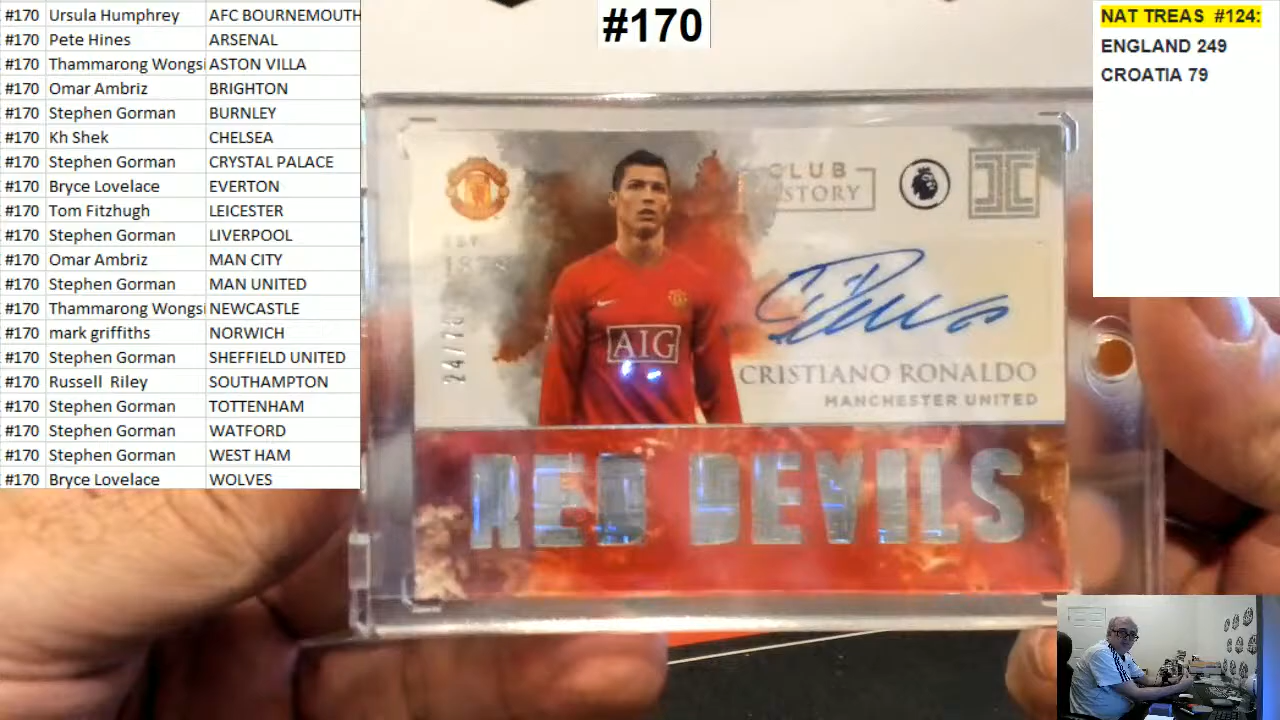 #170 Ursula Humphrey AFC BOURNEMOUTH
#170 Pete Hines ARSENAL
#170 Thammarong Wongsi ASTON VILLA
#170 Omar Ambriz BRIGHTON
#170 Stephen Gorman BURNLEY
#170 Kh Shek CHELSEA
#170 Stephen Gorman CRYSTAL PALACE
#170 Bryce Lovelace EVERTON
#170 Tom Fitzhugh LEICESTER
#170 Stephen Gorman LIVERPOOL
#170 Omar Ambriz MAN CITY
#170 Stephen Gorman MAN UNITED
#170 Thammarong Wongsi NEWCASTLE
#170 mark griffiths NORWICH
#170 Stephen Gorman SHEFFIELD UNITED
#170 Russell Riley SOUTHAMPTON
#170 Stephen Gorman TOTTENHAM
#170 Stephen Gorman WATFORD
#170 Stephen Gorman WEST HAM
#170 Bryce Lovelace WOLVES
#170
NAT TREAS #124:
ENGLAND 249
CROATIA 79
CLUB
STORY
AIG
CRISTIANO RONALDO
MANCHESTER UNITED
RED DEVILS